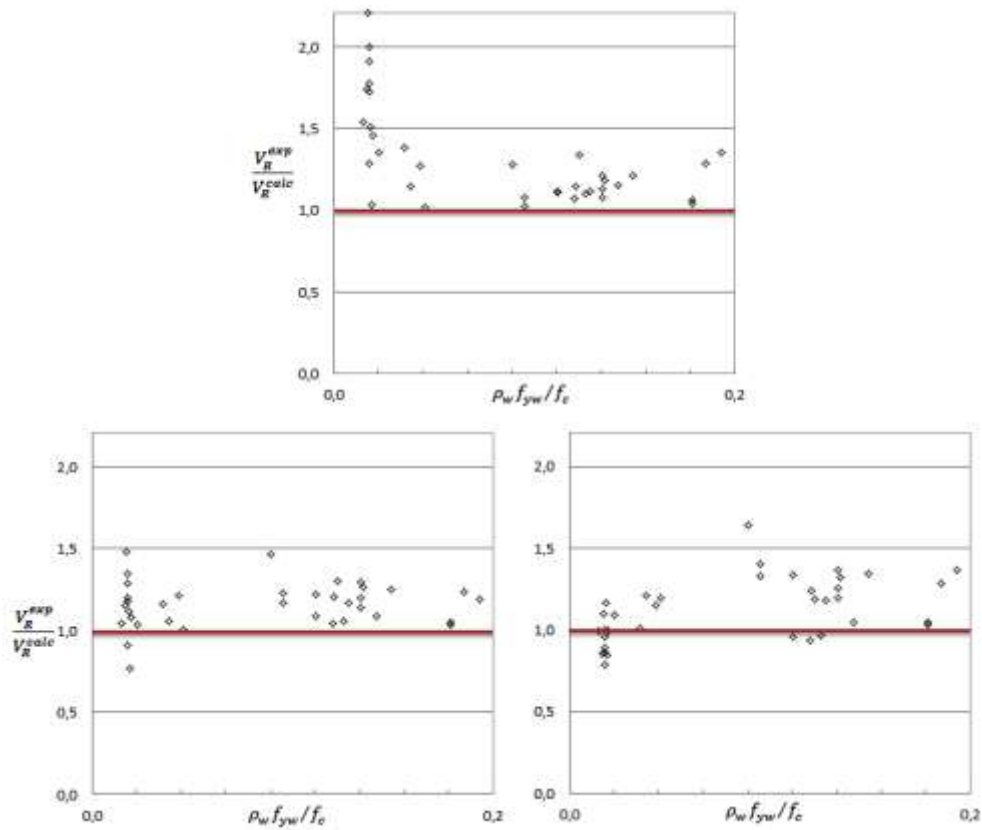 2,0
1,5
V_R^exp
V_R^calc
1,0
0,5
0,0
0,0 ρ_w f_yw / f_c 0,2
2,0 2,0
1,5 1,5
V_R^exp
V_R^calc
1,0 1,0
0,5 0,5
0,0 0,0
0,0 ρ_w f_yw / f_c 0,2 0,0 ρ_w f_yw / f_c 0,2